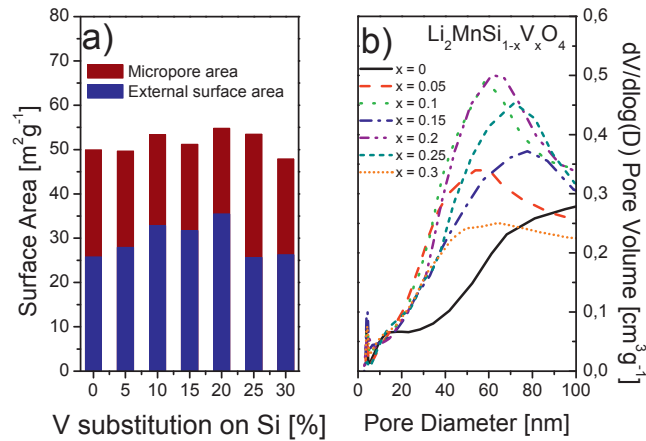 a)
Micropore area
External surface area
Surface Area [m²g⁻¹]
80
70
60
50
40
30
20
10
0
0 5 10 15 20 25 30
V substitution on Si [%]
b)
Li₂MnSi₁₋ₓVₓO₄
x = 0
x = 0.05
x = 0.1
x = 0.15
x = 0.2
x = 0.25
x = 0.3
0 20 40 60 80 100
Pore Diameter [nm]
0,6
0,5
0,4
0,3
0,2
0,1
0,0
dV/dlog(D) Pore Volume [cm³g⁻¹]